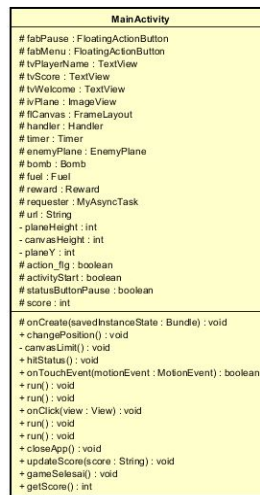 MainActivity
# fabPause : FloatingActionButton
# fabMenu : FloatingActionButton
# tvPlayerName : TextView
# tvScore : TextView
# tvWelcome : TextView
# ivPlane : ImageView
# flCanvas : FrameLayout
# handler : Handler
# timer : Timer
# enemyPlane : EnemyPlane
# bomb : Bomb
# fuel : Fuel
# reward : Reward
# requester : MyAsyncTask
# url : String
- planeHeight : int
- canvasHeight : int
- planeY : int
# action_flg : boolean
# activityStart : boolean
# statusButtonPause : boolean
# score : int
# onCreate(savedInstanceState : Bundle) : void
+ changePosition() : void
- canvasLimit() : void
+ hitStatus() : void
+ onTouchEvent(motionEvent : MotionEvent) : boolean
+ run() : void
+ run() : void
+ onClick(view : View) : void
+ run() : void
+ run() : void
+ closeApp() : void
+ updateScore(score : String) : void
+ gameSelesai() : void
+ getScore() : int